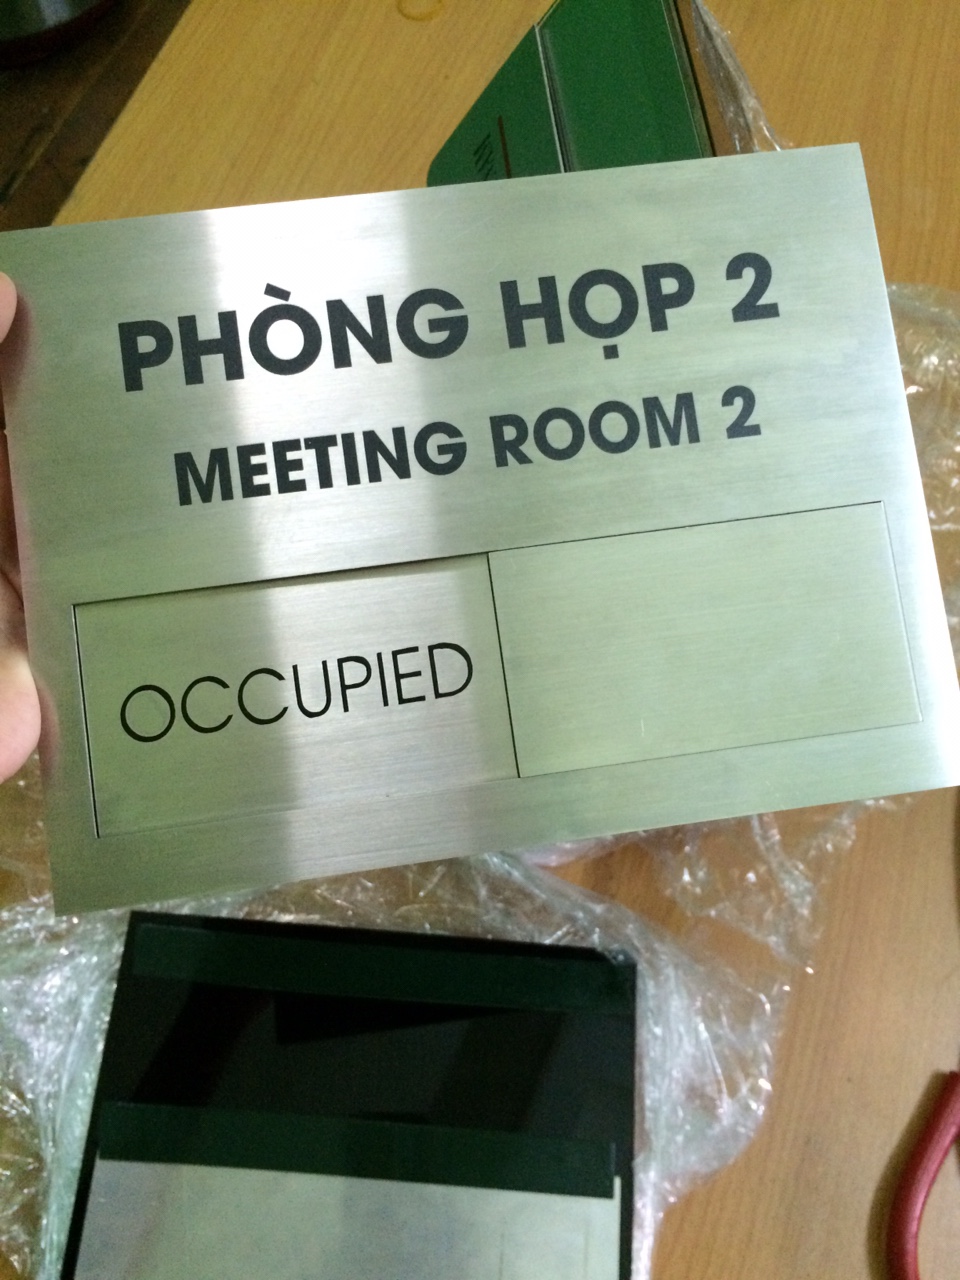 PHÒNG HỌP 2
MEETING ROOM 2
OCCUPIED